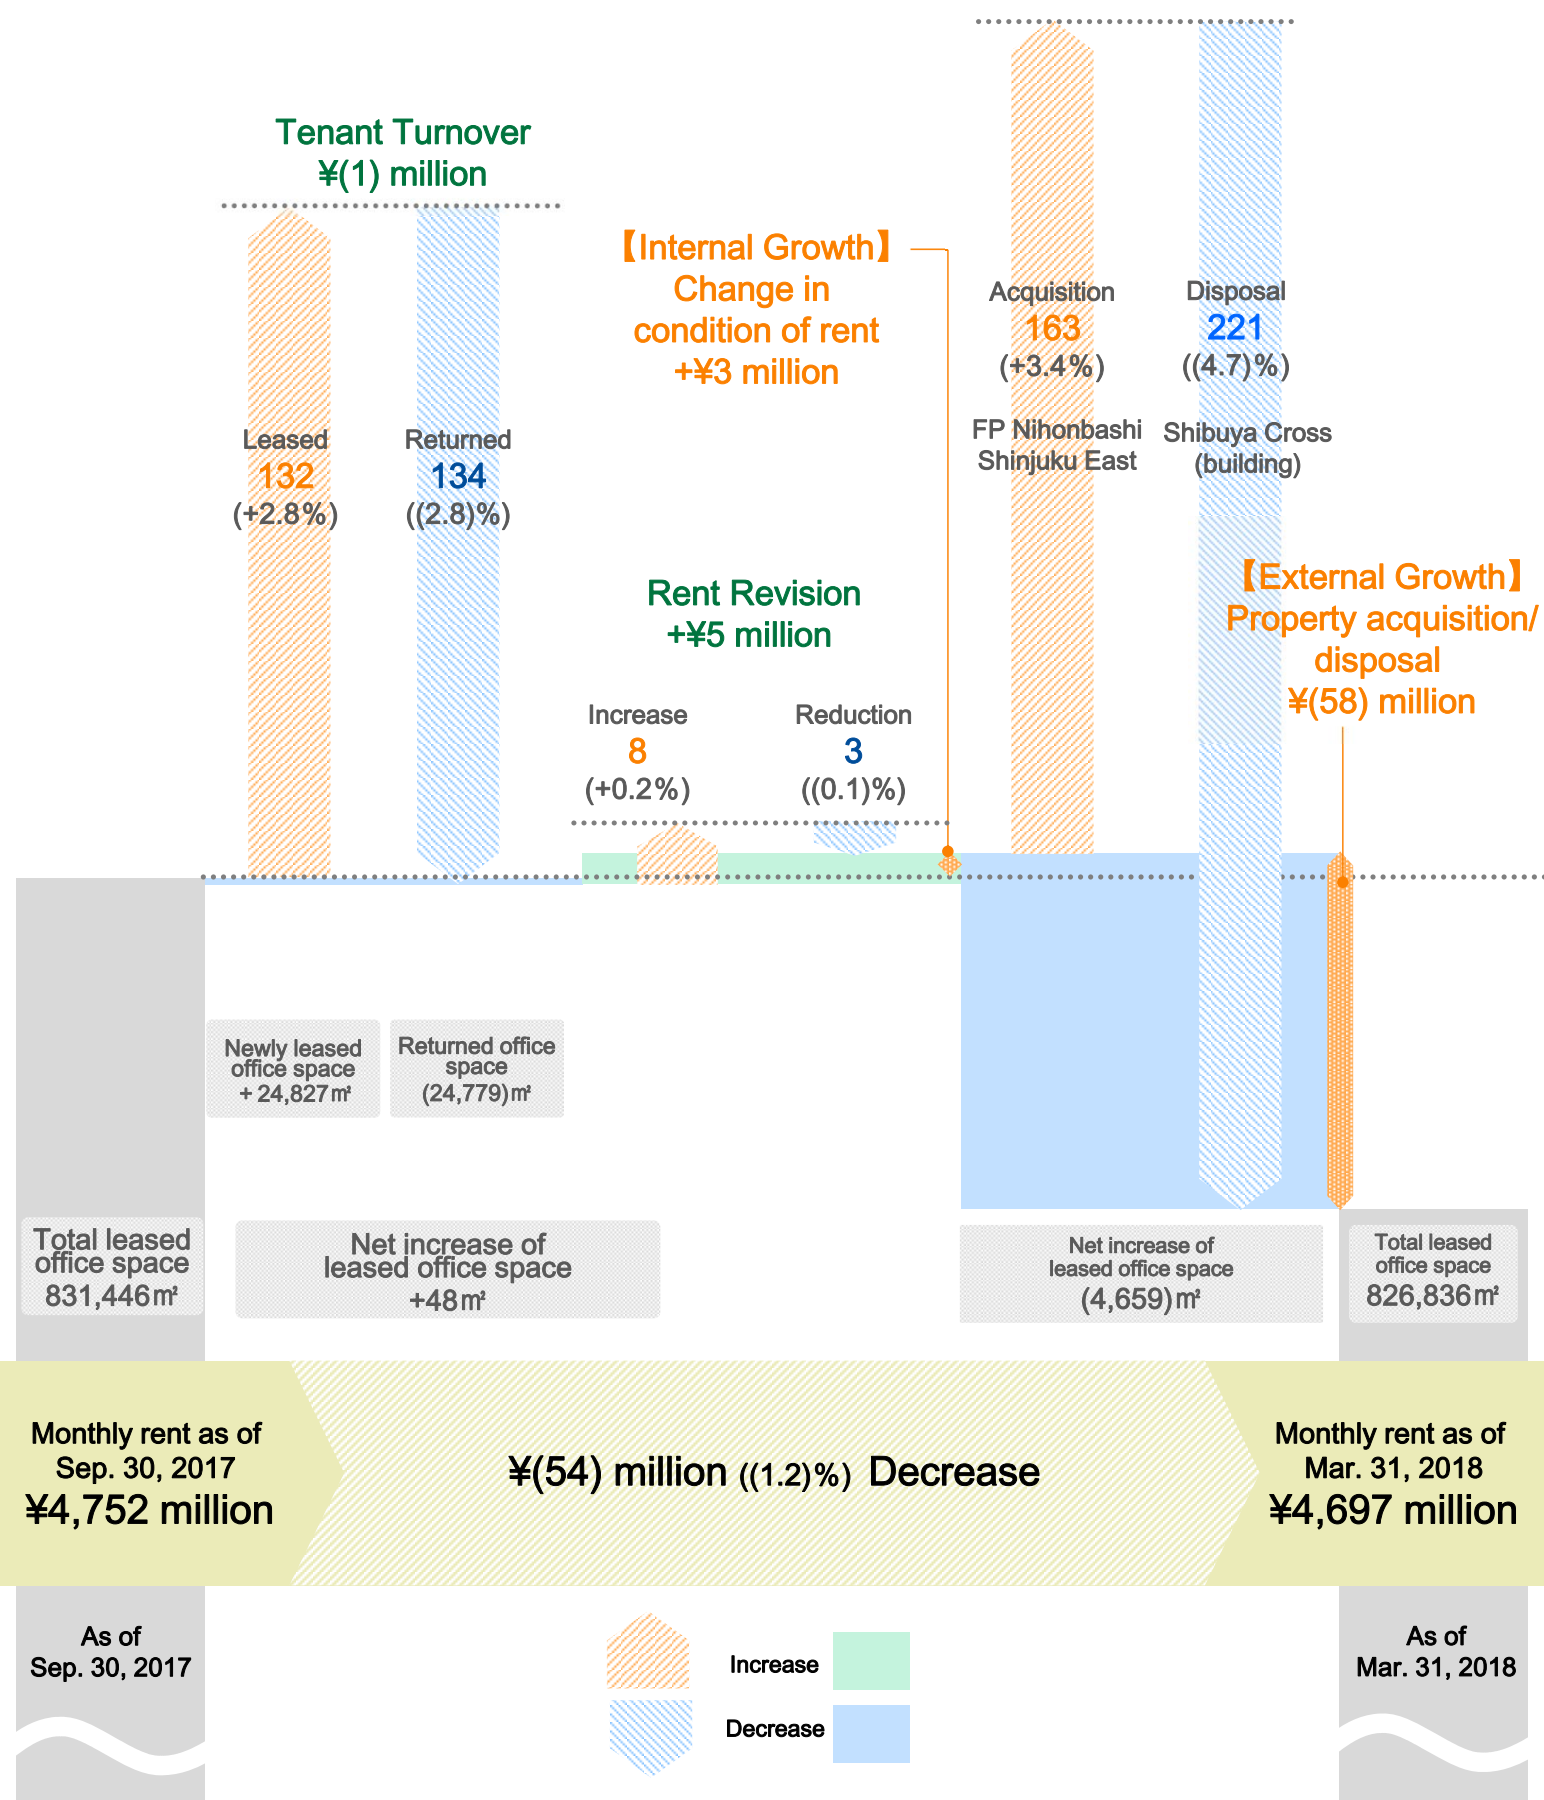 Tenant Turnover
¥(1) million
Leased
132
(+2.8%)
Returned
134
((2.8)%)
【Internal Growth】
Change in
condition of rent
+¥3 million
Rent Revision
+¥5 million
Increase
8
(+0.2%)
Reduction
3
((0.1)%)
Acquisition
163
(+3.4%)
FP Nihonbashi
Shinjuku East
Disposal
221
((4.7)%)
Shibuya Cross
(building)
【External Growth】
Property acquisition/
disposal
¥(58) million
Newly leased
office space
+ 24,827㎡
Returned office
space
(24,779)㎡
Total leased
office space
831,446㎡
Net increase of
leased office space
+48㎡
Net increase of
leased office space
(4,659)㎡
Total leased
office space
826,836㎡
Monthly rent as of
Sep. 30, 2017
¥4,752 million
¥(54) million ((1.2)%) Decrease
Monthly rent as of
Mar. 31, 2018
¥4,697 million
As of
Sep. 30, 2017
Increase
Decrease
As of
Mar. 31, 2018